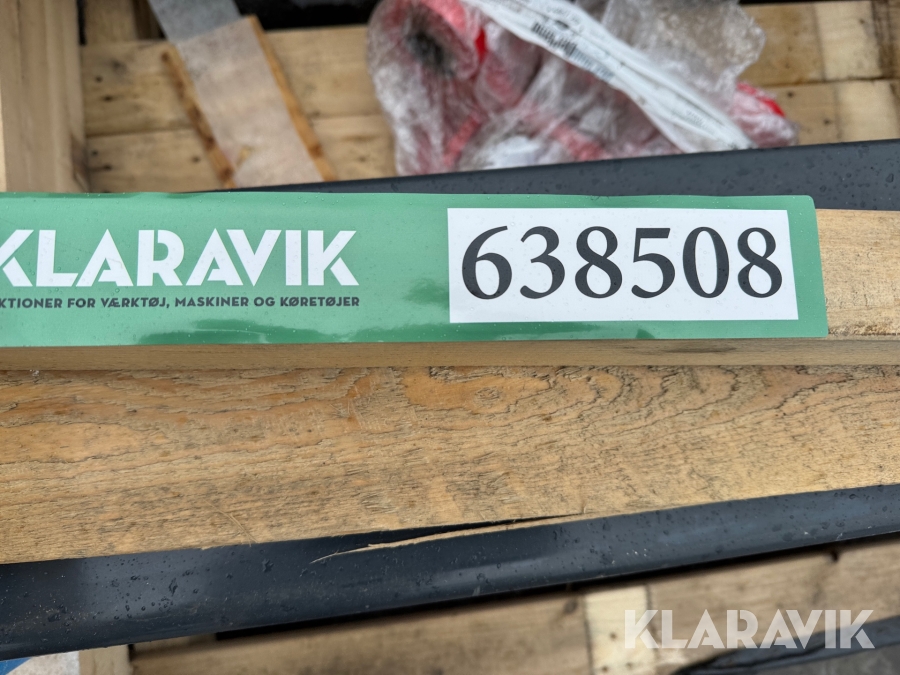 KLARAVIK
KTIONER FOR VÆRKTØJ, MASKINER OG KØRETØJER
638508
KLARAVIK